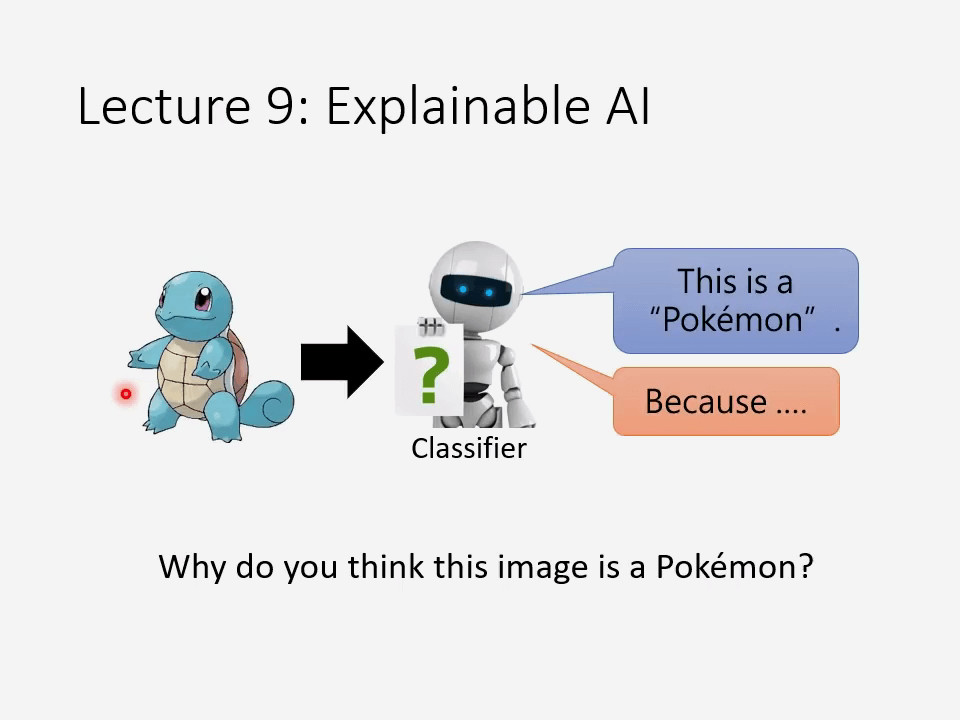 Lecture 9: Explainable AI
This is a
“Pokémon” .
?
Because ....
Classifier
Why do you think this image is a Pokémon?